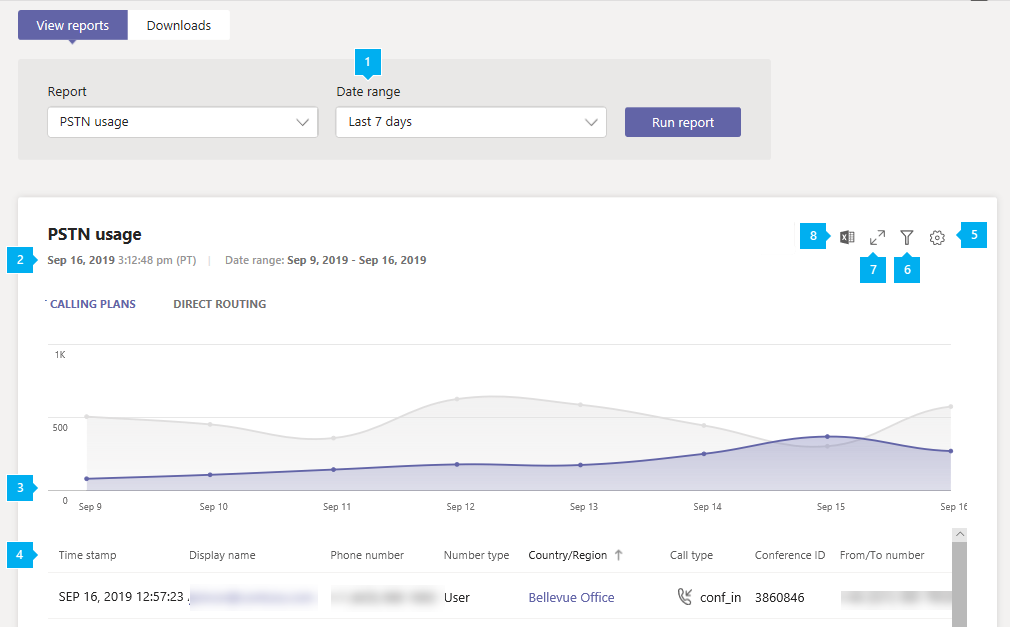 View reports Downloads
1
Report Date range
PSTN usage Last 7 days Run report
PSTN usage
8 5
2 Sep 16, 2019 3:12:48 pm (PT) | Date range: Sep 9, 2019 - Sep 16, 2019
7 6
CALLING PLANS DIRECT ROUTING
1K
500
3
0
Sep 9 Sep 10 Sep 11 Sep 12 Sep 13 Sep 14 Sep 15 Sep 16
4 Time stamp Display name Phone number Number type Country/Region ↑ Call type Conference ID From/To number
SEP 16, 2019 12:57:23 User Bellevue Office conf_in 3860846